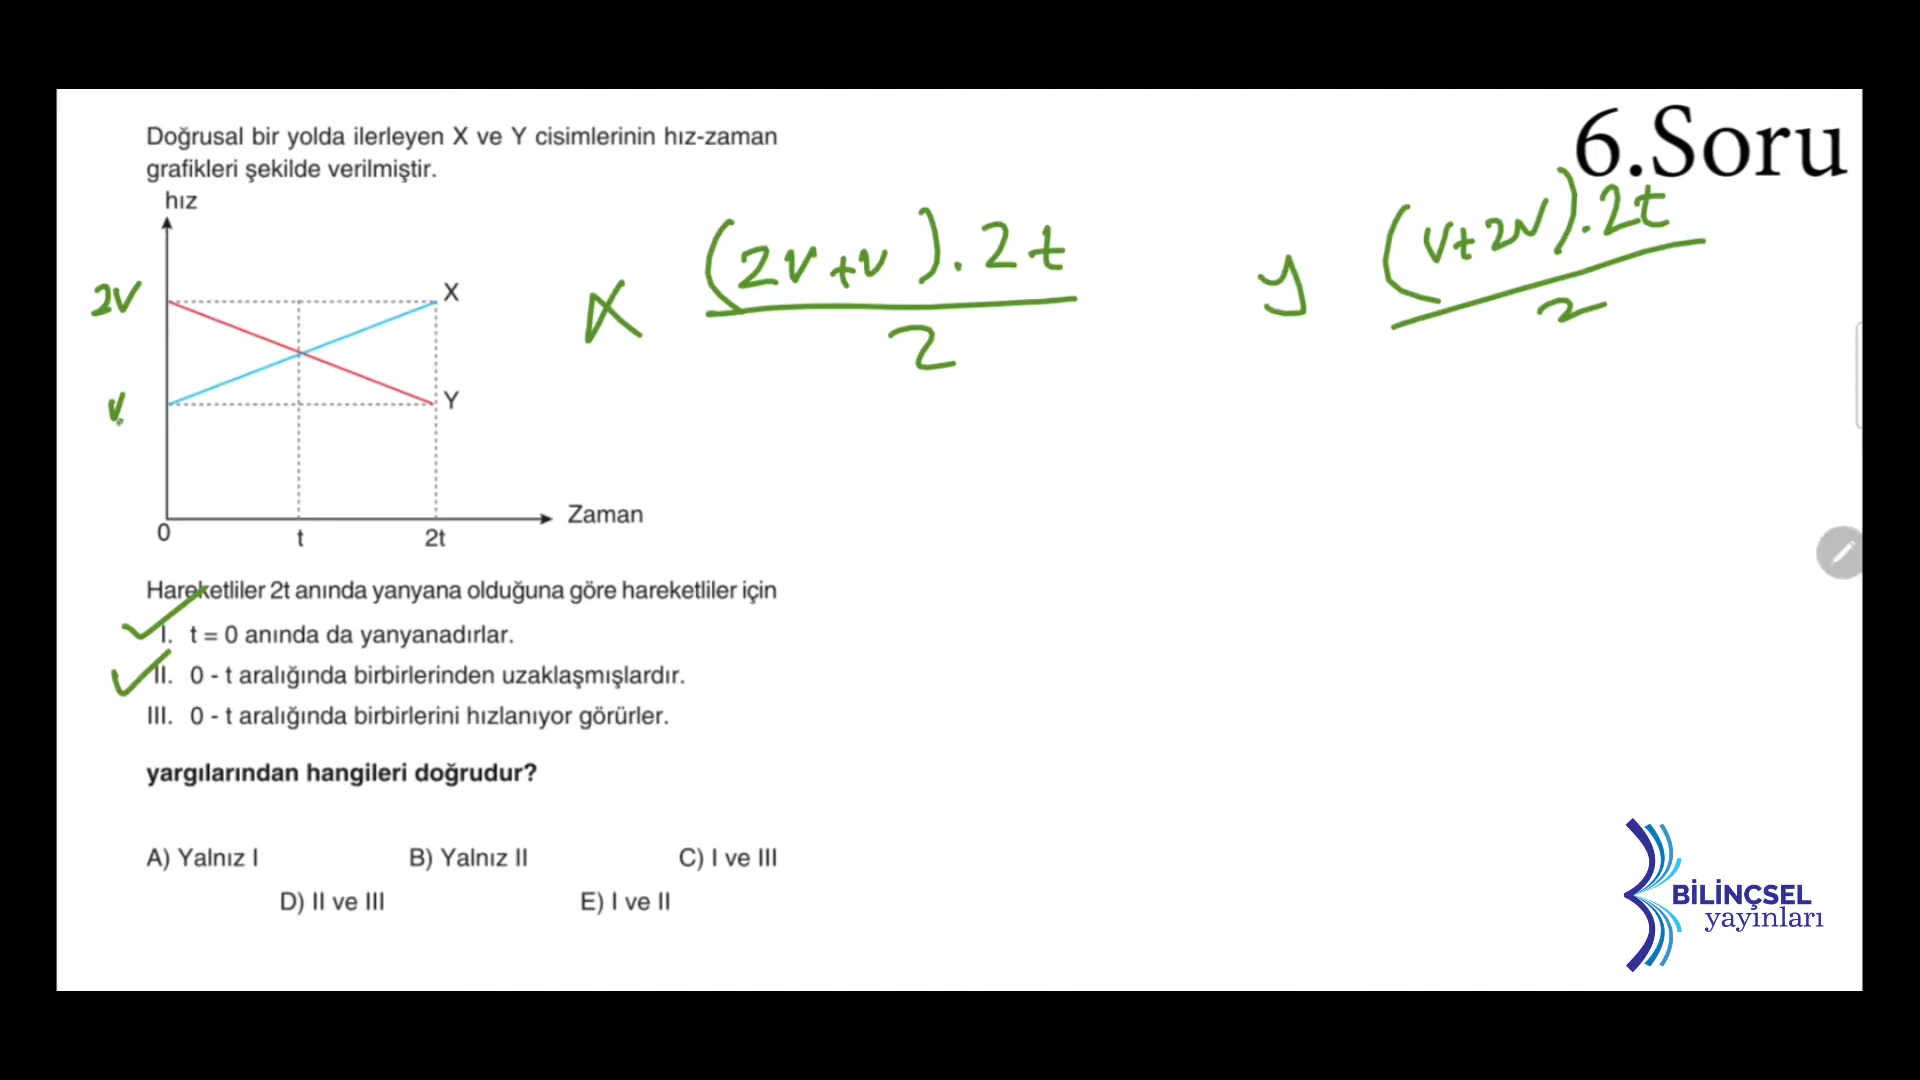 6.Soru
Doğrusal bir yolda ilerleyen X ve Y cisimlerinin hız-zaman
grafikleri şekilde verilmiştir.
hız
2V
X
V
Y
Zaman
0
t
2t
X (2V+V).2t
2
y (V+2V).2t
2
Hareketliler 2t anında yanyana olduğuna göre hareketliler için
I. t = 0 anında da yanyanadırlar.
II. 0 - t aralığında birbirlerinden uzaklaşmışlardır.
III. 0 - t aralığında birbirlerini hızlanıyor görürler.
yargılarından hangileri doğrudur?
A) Yalnız I B) Yalnız II C) I ve III
D) II ve III E) I ve II
BİLİNÇSEL
yayınları